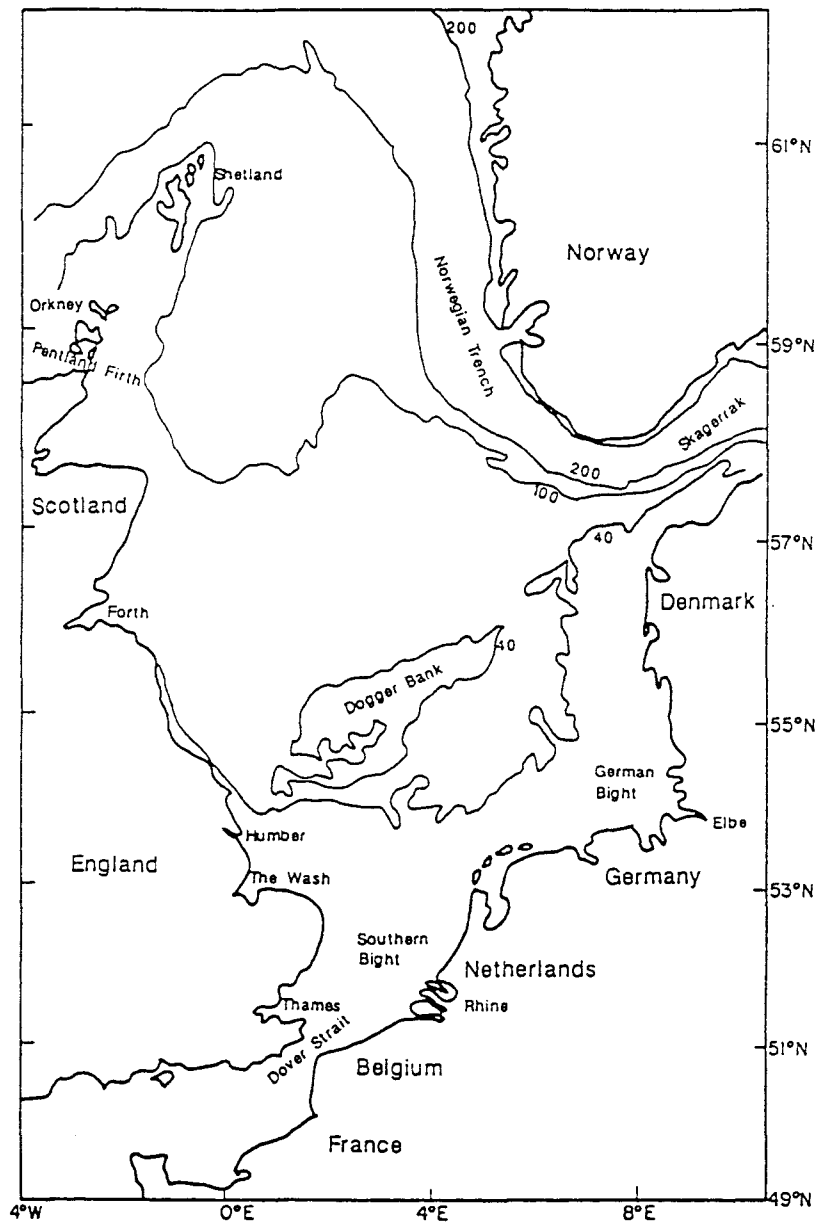 200
61°N
Shetland
Norway
Norwegian Trench
Orkney
Pentland Firth
59°N
Skagerrak
200
100
Scotland
40
57°N
Forth
Denmark
40
Dogger Bank
55°N
German
Bight
Elbe
Humber
England
The Wash
Germany
53°N
Southern
Bight
Netherlands
Thames
Rhine
Dover Strait
51°N
Belgium
France
49°N
4°W
0°E
4°E
8°E